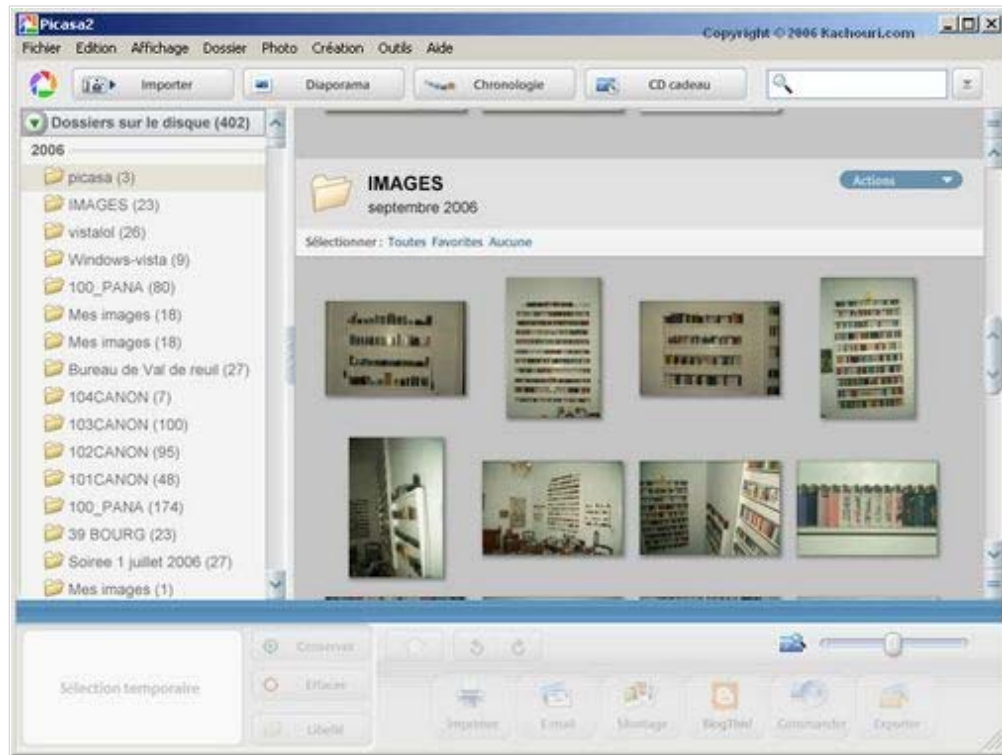 Picasa2
Copyright © 2006 Kachouri.com
Fichier Edition Affichage Dossier Photo Création Outils Aide
Importer Diaporama Chronologie CD cadeau
Dossiers sur le disque (402)
2006
picasa (3)
IMAGES (23)
vistalol (26)
Windows-vista (9)
100_PANA (80)
Mes images (18)
Mes images (18)
Bureau de Val de reuil (27)
104CANON (7)
103CANON (100)
102CANON (95)
101CANON (48)
100_PANA (174)
39 BOURG (23)
Soiree 1 juillet 2006 (27)
Mes images (1)
IMAGES
Actions
septembre 2006
Sélectionner : Toutes Favorites Aucune
Sélection temporaire
Conserver
Effacer
Libellé
Imprimer E-mail Montage BlogThis! Commander Exporter